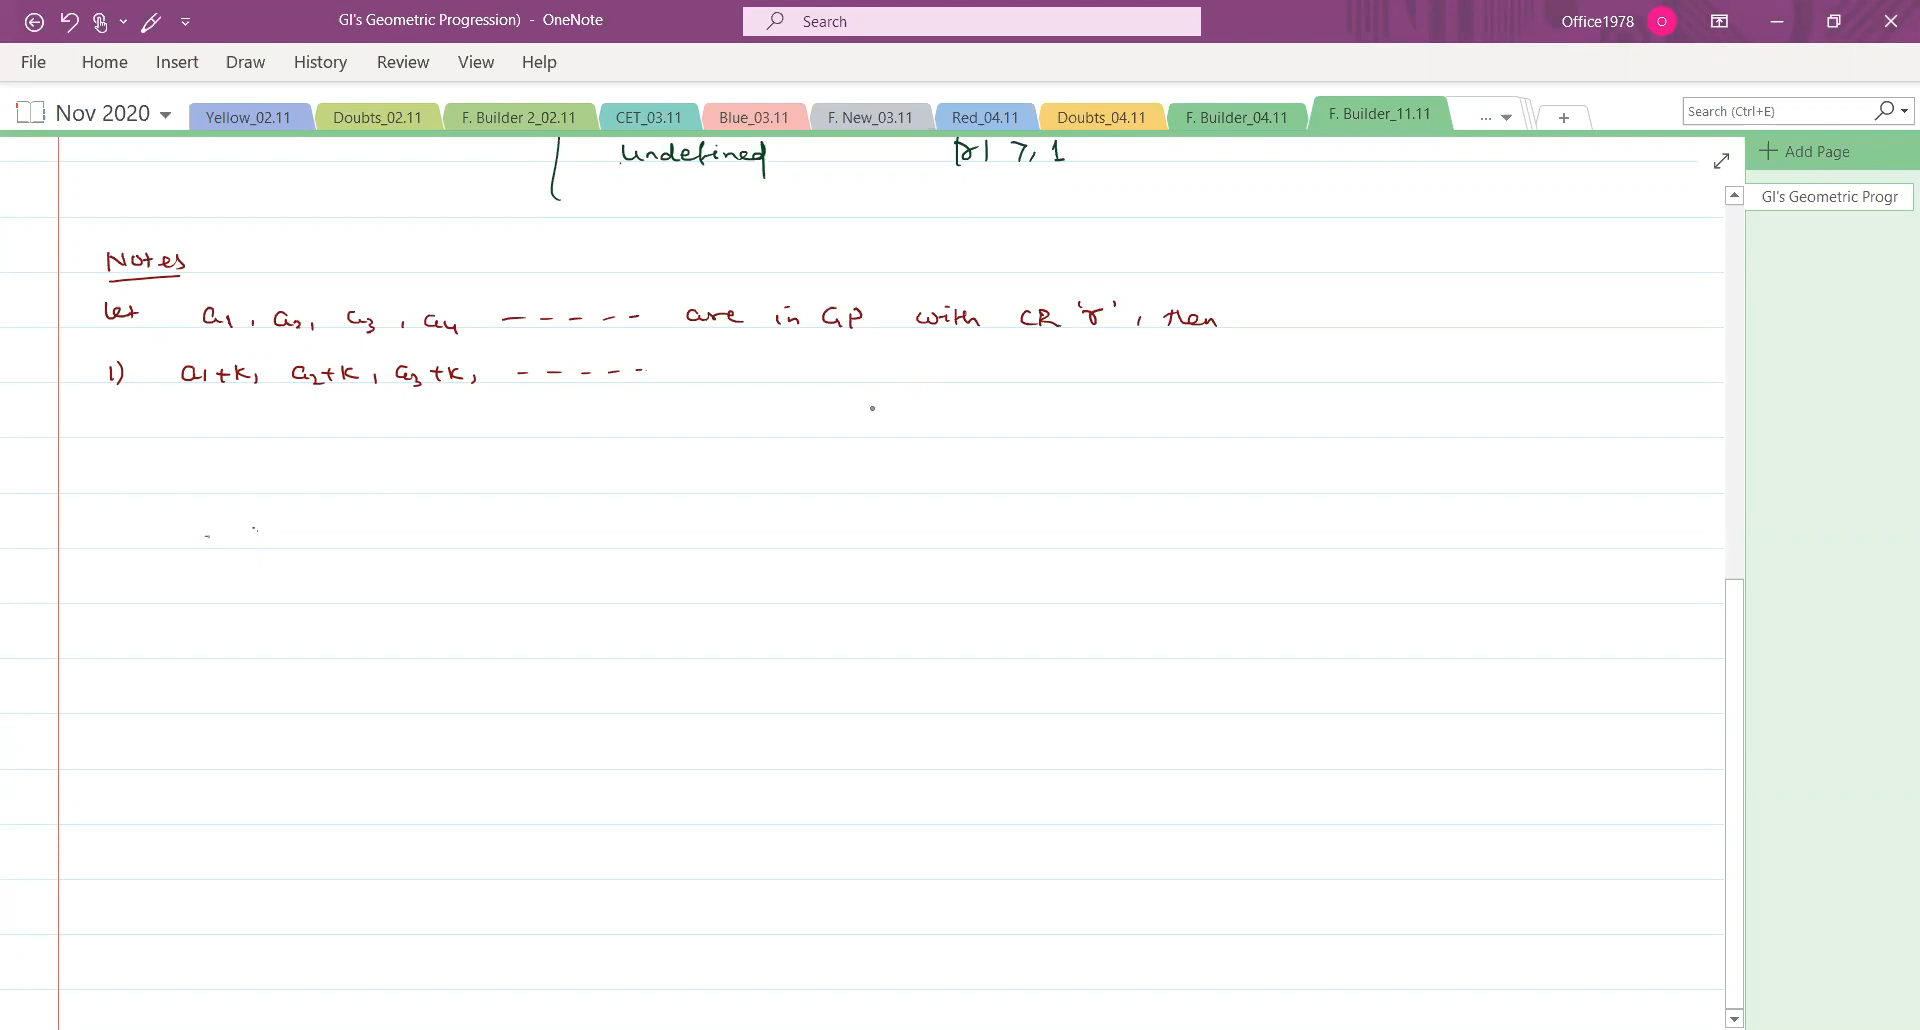 GI's Geometric Progression) - OneNote
Search
Office1978
O
File Home Insert Draw History Review View Help
Nov 2020
Yellow_02.11 Doubts_02.11 F. Builder 2_02.11 CET_03.11 Blue_03.11 F. New_03.11 Red_04.11 Doubts_04.11 F. Builder_04.11 F. Builder_11.11 ... +
Search (Ctrl+E)
Add Page
GI's Geometric Progr
undefined |r| ⩾ 1
Notes
Let a1, a2, a3, a4 ----- are in GP with CR 'r', then
1) a1+k, a2+k, a3+k, -----